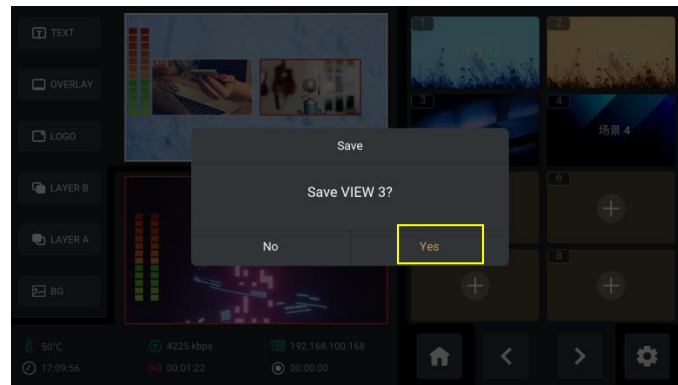 TEXT
OVERLAY
LOGO
LAYER B
LAYER A
BG
1
2
3
4
场景 4
6
8
Save
Save VIEW 3?
No
Yes
50°C
4225 kbps
192.168.100.168
17:09:56
00:01:22
00:00:00